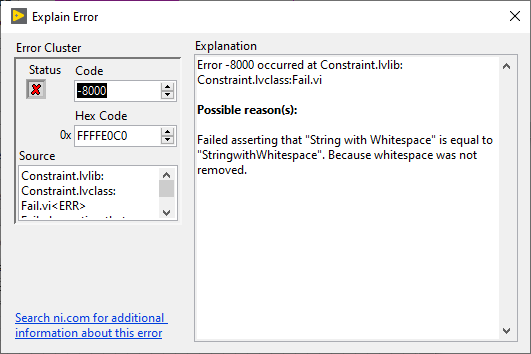 Explain Error
Error Cluster
Status
Code
-8000
Hex Code
0x
FFFFE0C0
Source
Constraint.lvlib:
Constraint.lvclass:
Fail.vi<ERR>
Search ni.com for additional
information about this error
Explanation
Error -8000 occurred at Constraint.lvlib:
Constraint.lvclass:Fail.vi
Possible reason(s):
Failed asserting that "String with Whitespace" is equal to
"StringwithWhitespace". Because whitespace was not
removed.